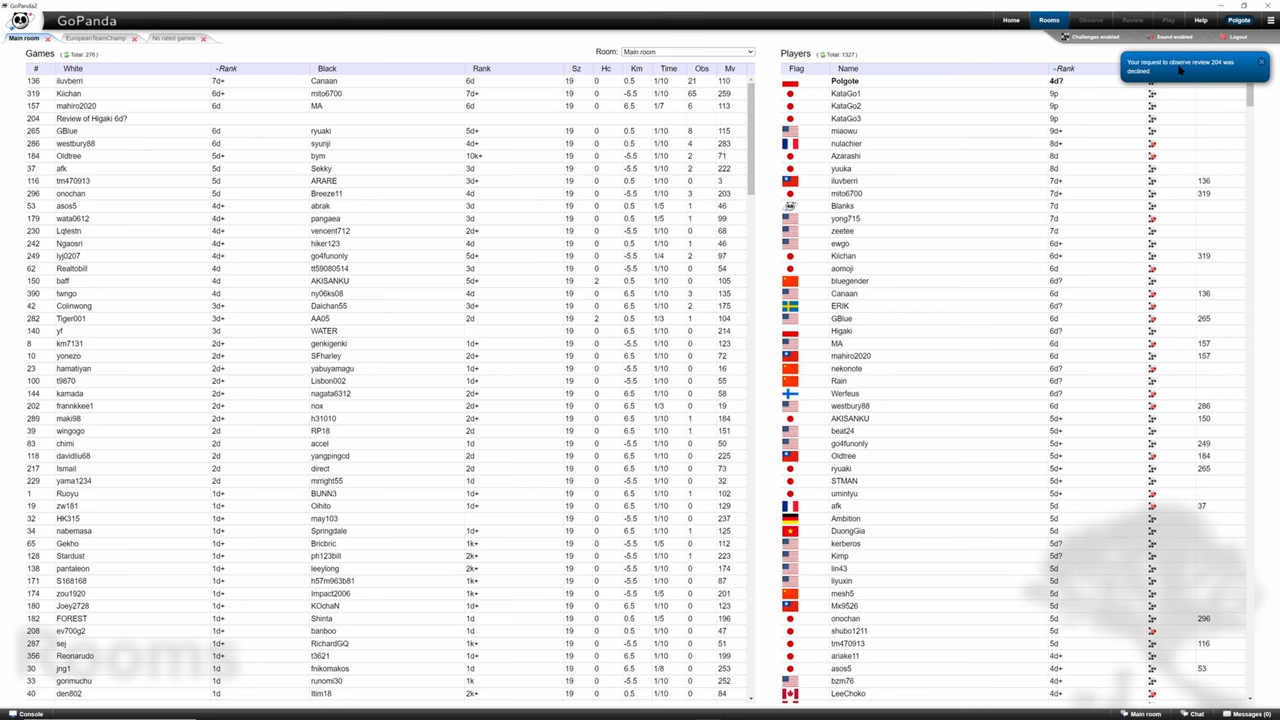 GoPanda2
GoPanda
Home Rooms Observe Review Play Help Polgote
Main room EuropeanTeamChamp No rated games
Challenges enabled Sound enabled Logout
Games (Total: 276) Room: Main room
# White Rank Black Rank Sz Hc Km Time Obs Mv
136 iluvberri 7d+ Canaan 6d 19 0 0.5 1/10 21 110
319 Kiichan 6d+ mito6700 7d+ 19 0 -5.5 1/10 65 259
157 mahiro2020 6d MA 6d 19 0 6.5 1/7 6 113
204 Review of Higaki 6d?
265 GBlue 6d ryuaki 5d+ 19 0 0.5 1/10 8 115
286 westbury88 6d syunji 4d+ 19 0 -5.5 1/10 4 283
184 Oldtree 5d+ bym 10k+ 19 0 -5.5 1/10 2 71
37 afk 5d Sekky 3d+ 19 0 -5.5 1/10 2 222
116 tm470913 5d ARARE 3d+ 19 0 0.5 1/10 0 3
296 onochan 5d Breeze11 4d 19 0 -5.5 1/10 3 203
53 asos5 4d+ abrak 3d 19 0 0.5 1/5 1 46
179 wata0612 4d+ pangaea 3d 19 0 0.5 1/5 1 99
230 Lqtestn 4d+ vencent712 3d+ 19 0 -5.5 1/10 0 68
242 Ngaosri 4d+ hiker123 4d 19 0 0.5 1/10 1 46
249 lyj0207 4d+ go4funonly 5d+ 19 0 -5.5 1/4 2 97
62 Realtobill 4d tt59080514 3d 19 0 -5.5 1/10 0 54
150 baff 4d AKISANKU 5d+ 19 2 0.5 1/10 0 105
390 twngo 4d ny06ks08 4d 19 0 -5.5 1/10 3 135
42 Colinwong 3d+ Daichan55 3d+ 19 0 6.5 1/10 2 175
282 Tiger001 3d+ AA05 2d 19 2 0.5 1/3 1 104
140 yf 3d WATER 19 0 -5.5 1/10 0 214
8 km7131 2d+ genkigenki 1d+ 19 0 -5.5 1/10 0 123
10 yonezo 2d+ SFharley 2d+ 19 0 6.5 1/10 0 72
23 hamatiyan 2d+ yabuyamagu 1d+ 19 0 -5.5 1/10 0 16
100 t9870 2d+ Lisbon002 1d+ 19 0 -5.5 1/10 0 55
144 kamada 2d+ nagata6312 2d+ 19 0 6.5 1/10 0 58
202 frannkkee1 2d+ nox 2d+ 19 0 6.5 1/3 0 19
289 maki98 2d+ h31010 2d+ 19 0 6.5 1/10 1 184
39 wingogo 2d RP18 2d 19 0 6.5 1/10 1 151
83 chimi 2d accel 1d 19 0 -5.5 1/10 0 50
118 davidliu68 2d yangpingcd 2d 19 0 6.5 1/10 0 225
217 Ismail 2d direct 2d 19 0 6.5 1/10 0 73
229 yama1234 2d mrright55 1d+ 19 0 -5.5 1/10 0 32
1 Ruoyu 1d+ BUNN3 1d+ 19 0 6.5 1/10 1 102
19 zw181 1d+ Oihito 1d+ 19 0 6.5 1/10 0 129
32 HK315 1d+ may103 19 0 -5.5 1/10 0 237
34 nabemasa 1d+ Springdale 1d+ 19 0 6.5 1/10 1 125
65 Gekho 1d+ Bricbric 1k+ 19 0 -5.5 1/5 0 112
128 Stardust 1d+ ph123bill 2k+ 19 0 -5.5 1/10 1 223
138 pantaleon 1d+ leeylong 2k+ 19 0 -5.5 1/10 0 174
171 S168168 1d+ h57m963b81 1k+ 19 0 -5.5 1/10 0 87
174 zou1920 1d+ Impact2006 1k+ 19 0 -5.5 1/5 0 201
180 Joey2728 1d+ KOchaN 1d+ 19 0 6.5 1/10 0 123
182 FOREST 1d+ Shinta 1d+ 19 0 0.5 1/5 0 196
208 ev700g2 1d+ banboo 1d 19 0 -5.5 1/10 0 47
287 sej 1d+ RichardGQ 1k+ 19 0 -5.5 1/10 0 51
356 Reonarudo 1d+ t3621 1d+ 19 0 6.5 1/10 0 199
30 jng1 1d fnikomakos 1d 19 0 6.5 1/8 0 253
33 gorimuchu 1d runomi30 1k 19 0 -5.5 1/10 0 252
40 den802 1d Itim18 2k+ 19 0 0.5 1/10 0 84
Players (Total: 1327)
Flag Name Rank
Your request to observe review 204 was
declined
Polgote 4d?
KataGo1 9p
KataGo2 9p
KataGo3 9p
miaowu 9d+
nulachier 8d+
Azarashi 8d
yuuka 8d
iluvberri 7d+ 136
mito6700 7d+ 319
Blanks 7d
yong715 7d
zeetee 7d
ewgo 6d+
Kiichan 6d+ 319
aomoji 6d+
bluegender 6d?
Canaan 6d 136
ERIK 6d?
GBlue 6d 265
Higaki 6d?
MA 6d 157
mahiro2020 6d 157
nekonote 6d?
Rain 6d?
Werfeus 6d?
westbury88 6d 286
AKISANKU 5d+ 150
beat24 5d+
go4funonly 5d+ 249
Oldtree 5d+ 184
ryuaki 5d+ 265
STMAN 5d+
umintyu 5d+
afk 5d 37
Ambition 5d
DuongGia 5d
kerberos 5d?
Kimp 5d?
lin43 5d
liyuxin 5d
mesh5 5d
Mx9526 5d
onochan 5d 296
shubo1211 5d
tm470913 5d 116
ariake11 4d+
asos5 4d+ 53
bzm76 4d+
LeeChoko 4d+
Console Main room Chat Messages (0)